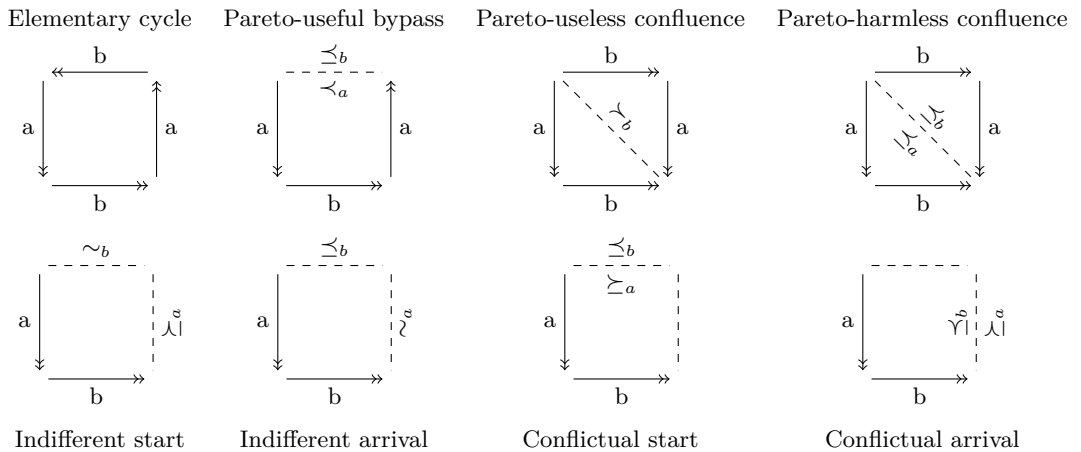 Elementary cycle Pareto-useful bypass Pareto-useless confluence Pareto-harmless confluence
b ⪯b b b
≺a
a a a a a ≺b a a ⪯a ⪯b a
b b b b
∼b ⪯b ⪯b
⪰a
a ⪯a a ∼a a a ⪰b ⪯a
b b b b
Indifferent start Indifferent arrival Conflictual start Conflictual arrival